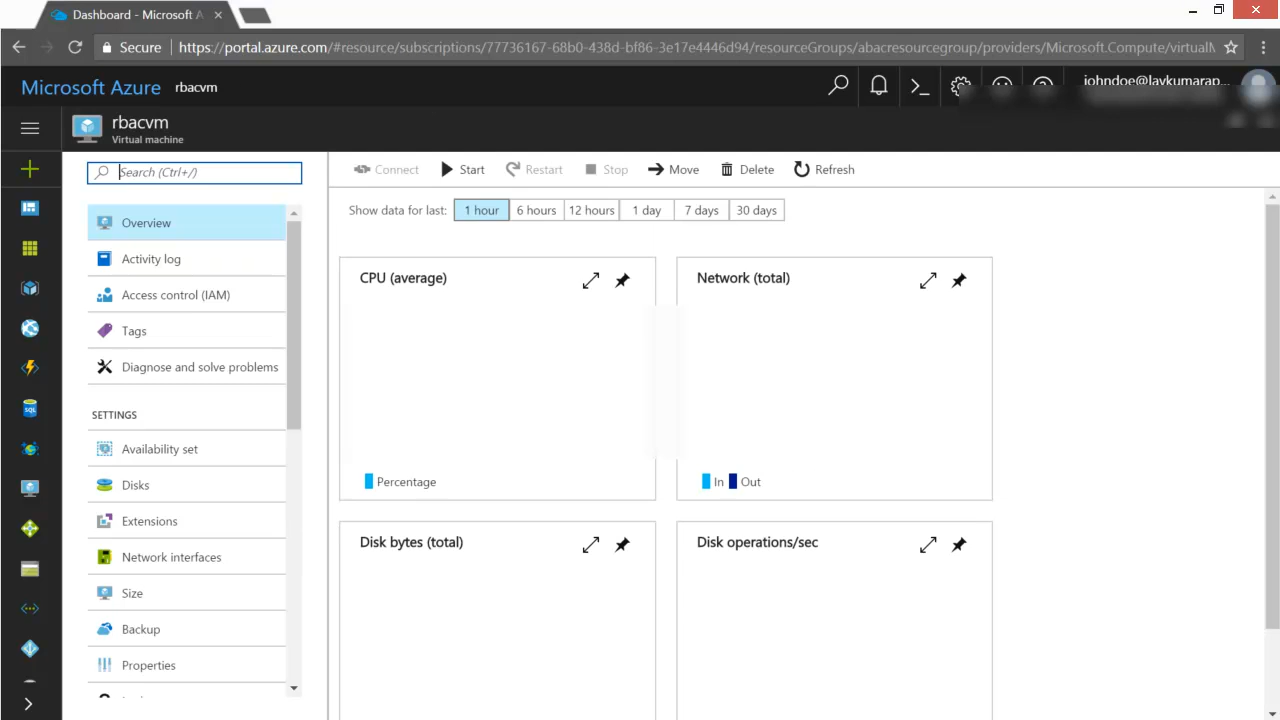 Dashboard - Microsoft A
Secure https://portal.azure.com/#resource/subscriptions/77736167-68b0-438d-bf86-3e17e4446d94/resourceGroups/abacresourcegroup/providers/Microsoft.Compute/virtualM
Microsoft Azure rbacvm
johndoe@lavkumarap...
rbacvm
Virtual machine
Search (Ctrl+/)
Connect Start Restart Stop Move Delete Refresh
Show data for last: 1 hour 6 hours 12 hours 1 day 7 days 30 days
Overview
Activity log
Access control (IAM)
Tags
Diagnose and solve problems
SETTINGS
Availability set
Disks
Extensions
Network interfaces
Size
Backup
Properties
CPU (average)
Percentage
Network (total)
In Out
Disk bytes (total)
Disk operations/sec
SQL